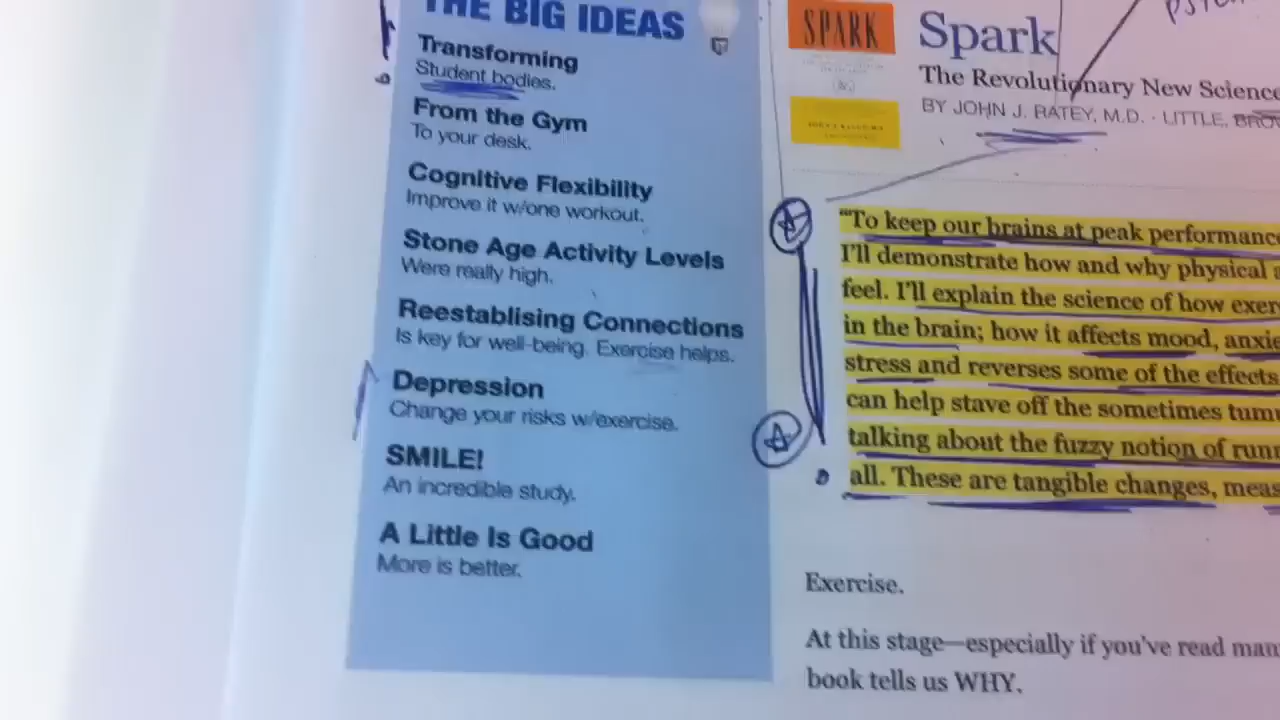 THE BIG IDEAS
Transforming
Student bodies.
From the Gym
To your desk.
Cognitive Flexibility
Improve it w/one workout.
Stone Age Activity Levels
Were really high.
Reestablising Connections
Is key for well-being. Exercise helps.
Depression
Change your risks w/exercise.
SMILE!
An incredible study.
A Little Is Good
More is better.
SPARK
Spark
The Revolutionary New Science
BY JOHN J. RATEY, M.D. · LITTLE, BROW
“To keep our brains at peak performance
I’ll demonstrate how and why physical a
feel. I’ll explain the science of how exer
in the brain; how it affects mood, anxie
stress and reverses some of the effects
can help stave off the sometimes tum
talking about the fuzzy notion of runn
all. These are tangible changes, meas
Exercise.
At this stage—especially if you’ve read man
book tells us WHY.